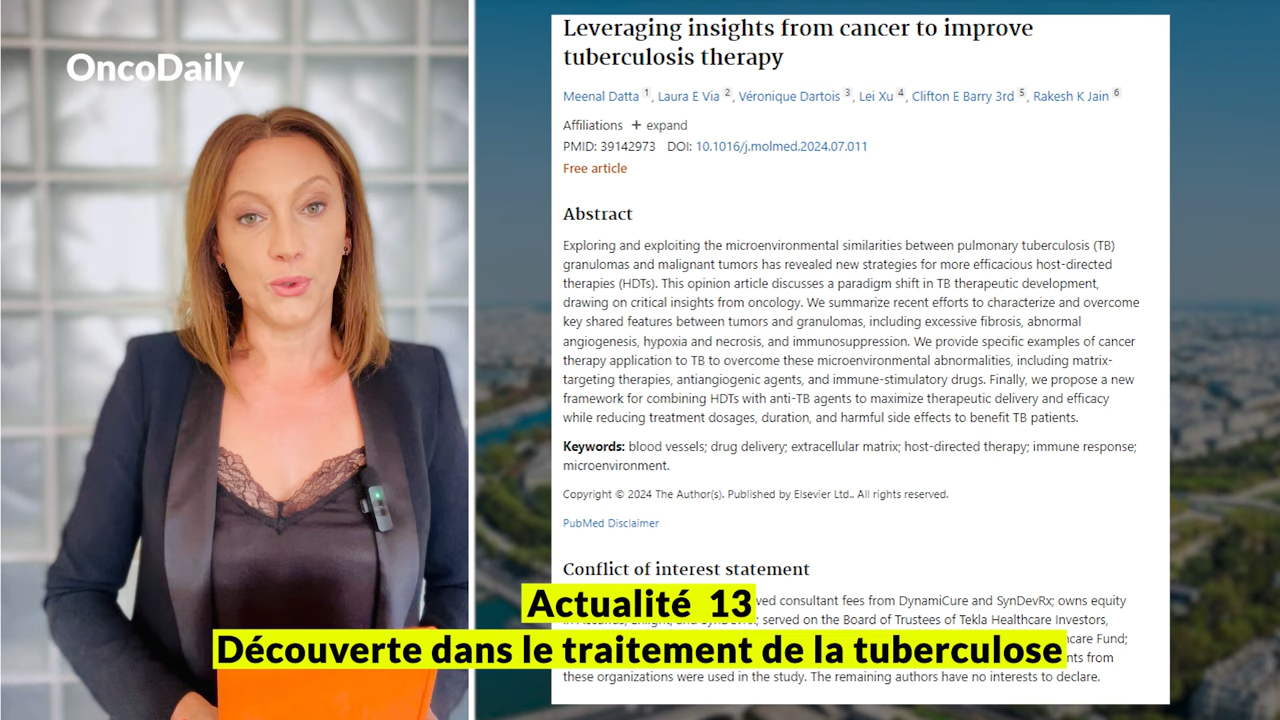 OncoDaily
Leveraging insights from cancer to improve
tuberculosis therapy
Meenal Datta 1, Laura E Via 2, Véronique Dartois 3, Lei Xu 4, Clifton E Barry 3rd 5, Rakesh K Jain 6
Affiliations + expand
PMID: 39142973 DOI: 10.1016/j.molmed.2024.07.011
Free article
Abstract
Exploring and exploiting the microenvironmental similarities between pulmonary tuberculosis (TB)
granulomas and malignant tumors has revealed new strategies for more efficacious host-directed
therapies (HDTs). This opinion article discusses a paradigm shift in TB therapeutic development,
drawing on critical insights from oncology. We summarize recent efforts to characterize and overcome
key shared features between tumors and granulomas, including excessive fibrosis, abnormal
angiogenesis, hypoxia and necrosis, and immunosuppression. We provide specific examples of cancer
therapy application to TB to overcome these microenvironmental abnormalities, including matrix-
targeting therapies, antiangiogenic agents, and immune-stimulatory drugs. Finally, we propose a new
framework for combining HDTs with anti-TB agents to maximize therapeutic delivery and efficacy
while reducing treatment dosages, duration, and harmful side effects to benefit TB patients.
Keywords: blood vessels; drug delivery; extracellular matrix; host-directed therapy; immune response;
microenvironment.
Copyright © 2024 The Author(s). Published by Elsevier Ltd.. All rights reserved.
PubMed Disclaimer
Conflict of interest statement
consultant fees from DynamiCure and SynDevRx; owns equity
served on the Board of Trustees of Tekla Healthcare Investors,
Fund;
from
these organizations were used in the study. The remaining authors have no interests to declare.
Actualité 13
Découverte dans le traitement de la tuberculose